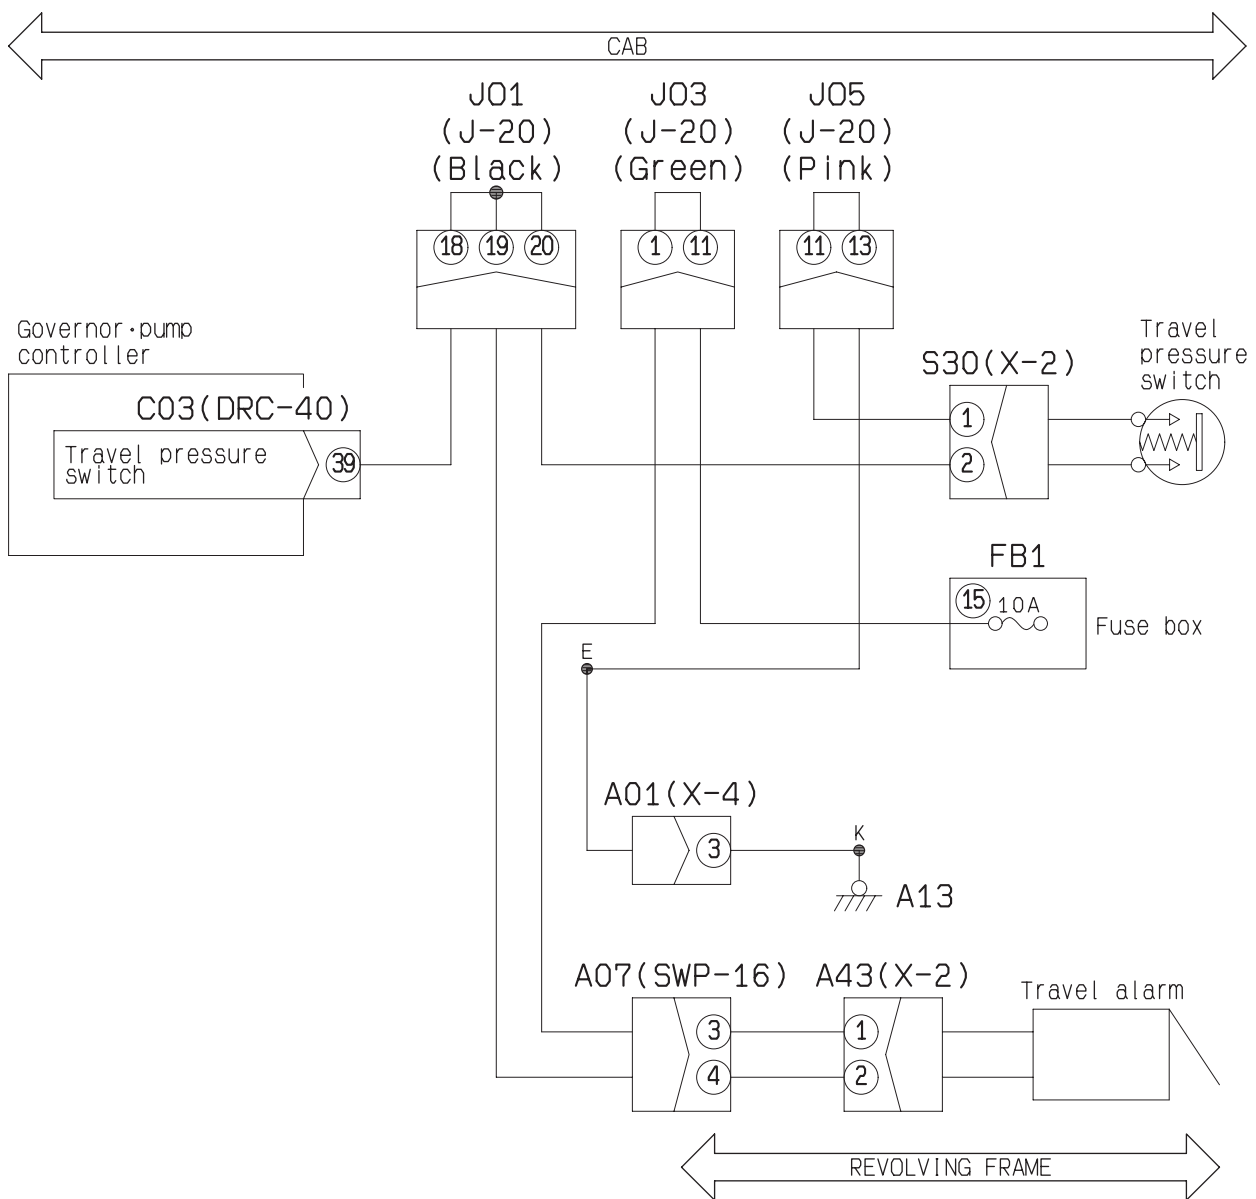 CAB
J01
(J-20)
(Black)
J03
(J-20)
(Green)
J05
(J-20)
(Pink)
18 19 20
1 11
11 13
Governor·pump
controller
C03(DRC-40)
Travel pressure
switch
39
S30(X-2)
1
2
Travel
pressure
switch
FB1
15 10A
Fuse box
E
A01(X-4)
3
K
A13
A07(SWP-16)
3
4
A43(X-2)
1
2
Travel alarm
REVOLVING FRAME